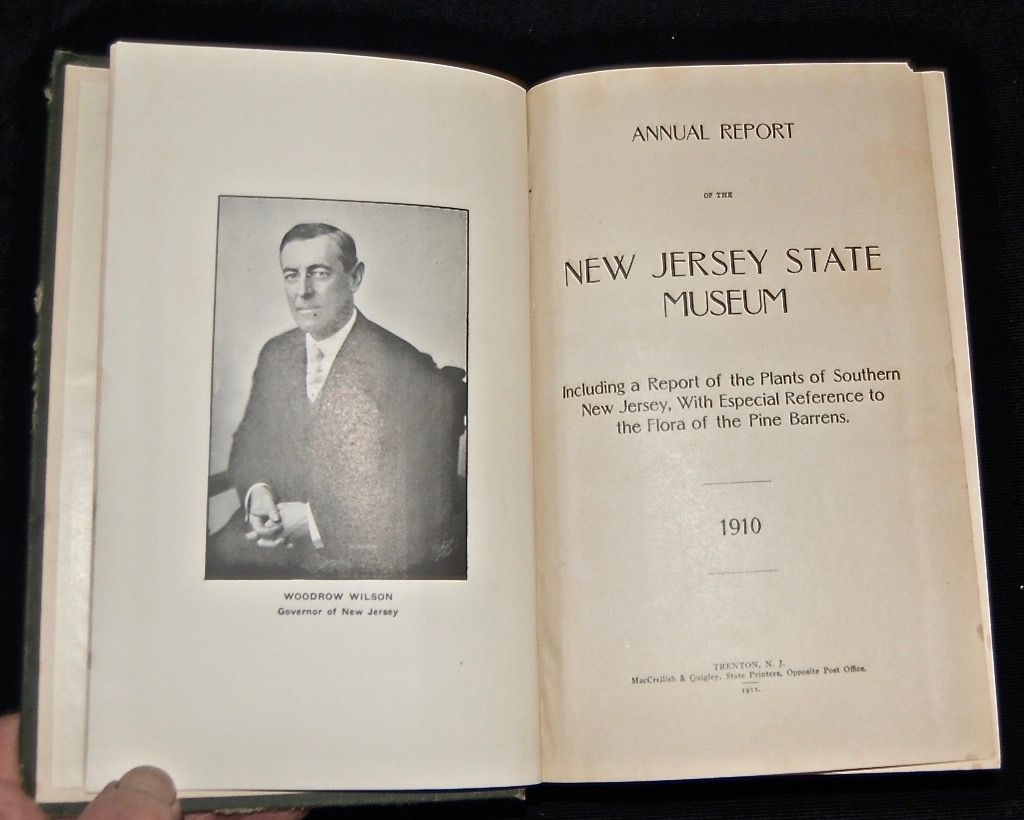 WOODROW WILSON
Governor of New Jersey
ANNUAL REPORT
OF THE
NEW JERSEY STATE
MUSEUM
Including a Report of the Plants of Southern
New Jersey, With Especial Reference to
the Flora of the Pine Barrens.
1910
TRENTON, N. J.
MacCrellish & Quigley, State Printers, Opposite Post Office.
1911.